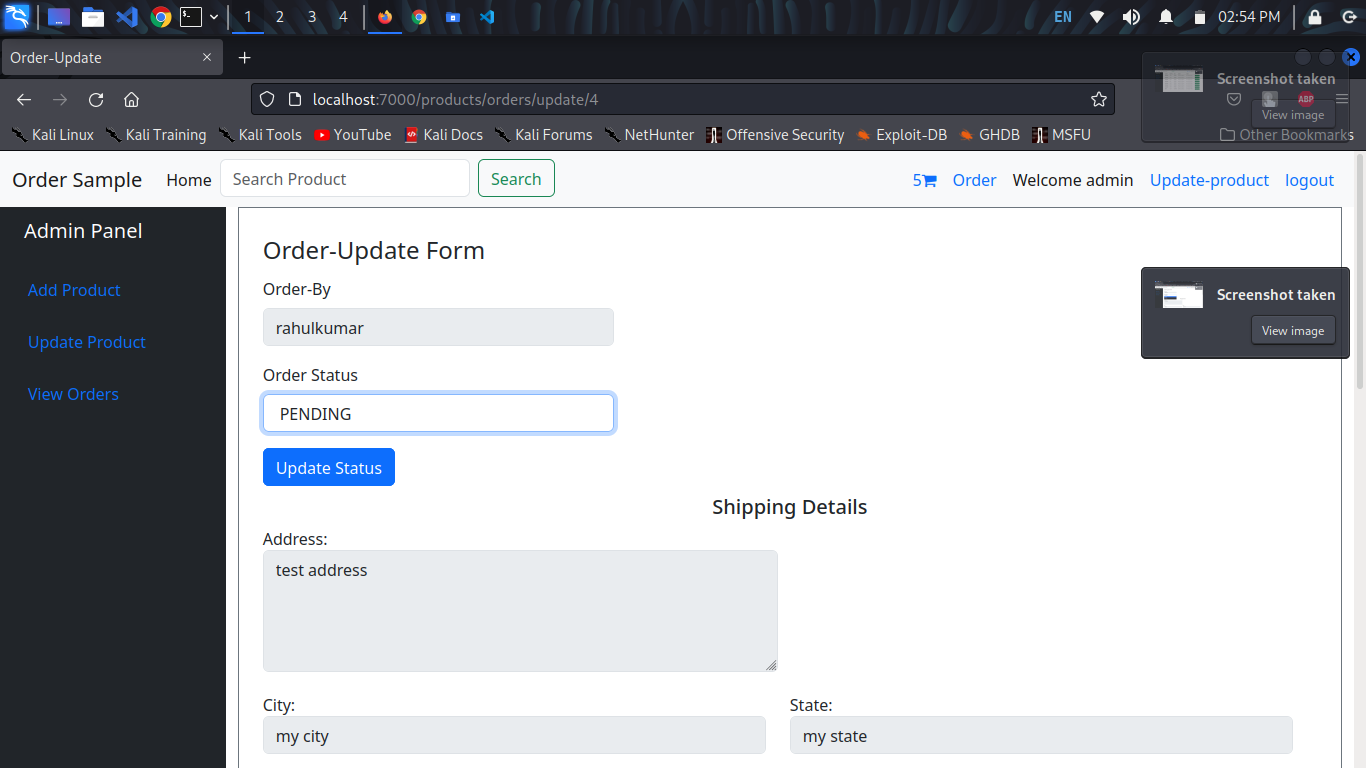 1 2 3 4 EN 02:54 PM
Order-Update
Screenshot taken
localhost:7000/products/orders/update/4
ABP
View image
Kali Linux Kali Training Kali Tools YouTube Kali Docs Kali Forums NetHunter Offensive Security Exploit-DB GHDB MSFU Other Bookmarks
Order Sample Home Search Product Search 5 Order Welcome admin Update-product logout
Admin Panel
Add Product
Update Product
View Orders
Order-Update Form
Order-By
rahulkumar
Screenshot taken
View image
Order Status
PENDING
Update Status
Shipping Details
Address:
test address
City: State:
my city my state